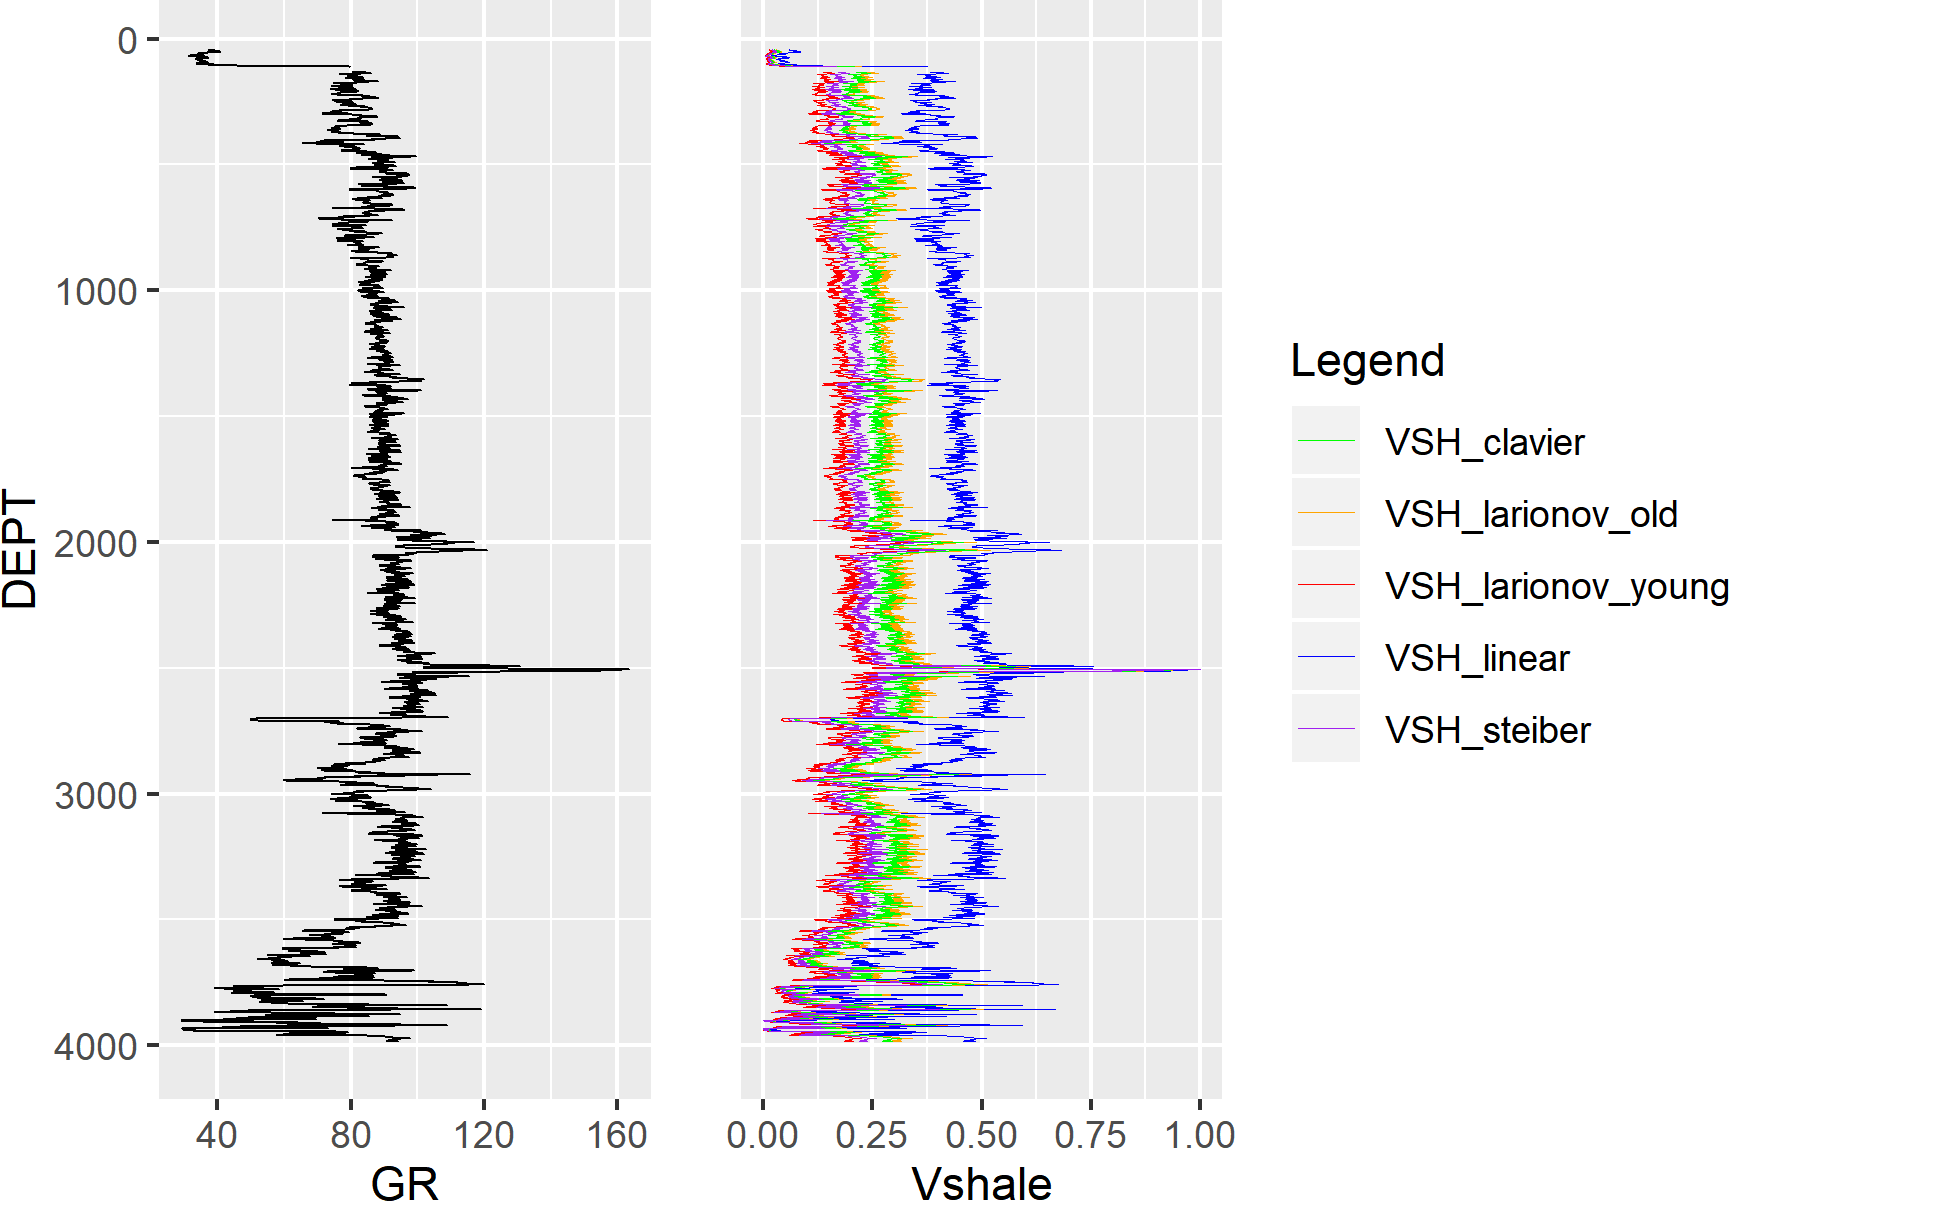 0
1000
2000
3000
4000
DEPT
40 80 120 160
GR
0.00 0.25 0.50 0.75 1.00
Vshale
Legend
VSH_clavier
VSH_larionov_old
VSH_larionov_young
VSH_linear
VSH_steiber